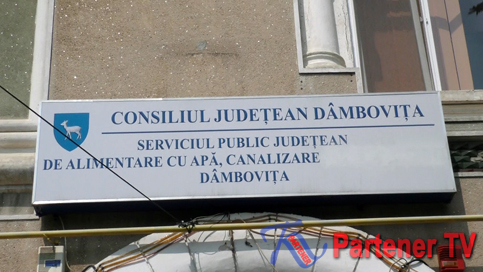 CONSILIUL JUDEȚEAN DÂMBOVIȚA
SERVICIUL PUBLIC JUDEȚEAN
DE ALIMENTARE CU APĂ, CANALIZARE
DÂMBOVIȚA
Partener TV